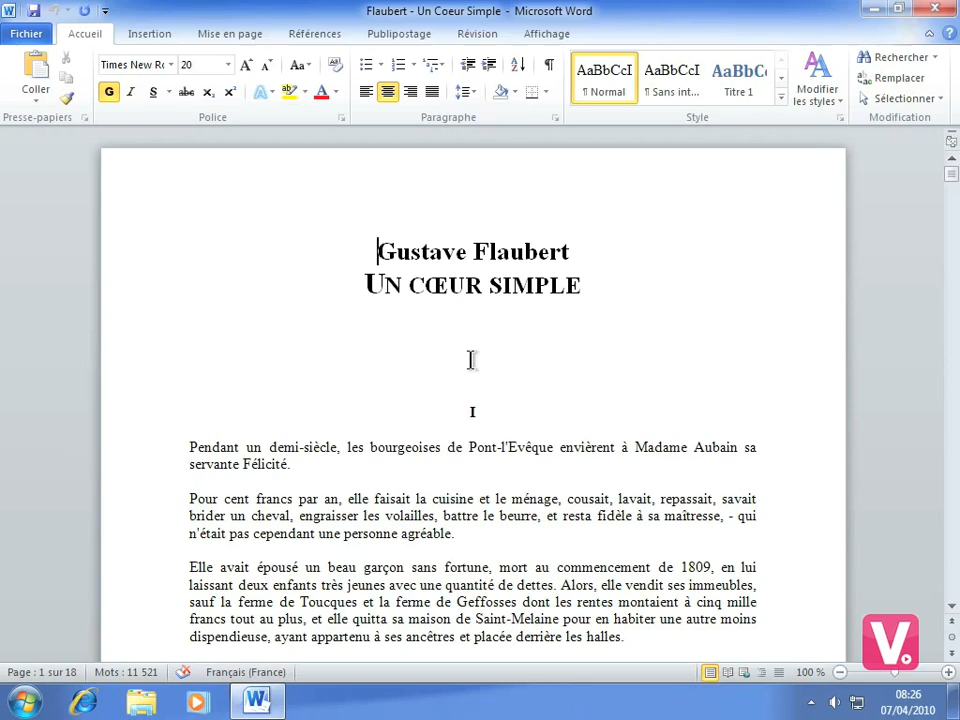 Flaubert - Un Coeur Simple - Microsoft Word
Fichier Accueil Insertion Mise en page Références Publipostage Révision Affichage
Coller
Presse-papiers
Times New Ro 20
G I S abc x₂ x²
Police
Paragraphe
AaBbCcI AaBbCcI AaBbC
¶ Normal ¶ Sans int... Titre 1
Modifier
les styles
Style
Rechercher
Remplacer
Sélectionner
Modification
Gustave Flaubert
UN CŒUR SIMPLE
I
Pendant un demi-siècle, les bourgeoises de Pont-l'Evêque envièrent à Madame Aubain sa
servante Félicité.
Pour cent francs par an, elle faisait la cuisine et le ménage, cousait, lavait, repassait, savait
brider un cheval, engraisser les volailles, battre le beurre, et resta fidèle à sa maîtresse, - qui
n'était pas cependant une personne agréable.
Elle avait épousé un beau garçon sans fortune, mort au commencement de 1809, en lui
laissant deux enfants très jeunes avec une quantité de dettes. Alors, elle vendit ses immeubles,
sauf la ferme de Toucques et la ferme de Geffosses dont les rentes montaient à cinq mille
francs tout au plus, et elle quitta sa maison de Saint-Melaine pour en habiter une autre moins
dispendieuse, ayant appartenu à ses ancêtres et placée derrière les halles.
V
Page : 1 sur 18 Mots : 11 521 Français (France) 100 %
08:26
07/04/2010